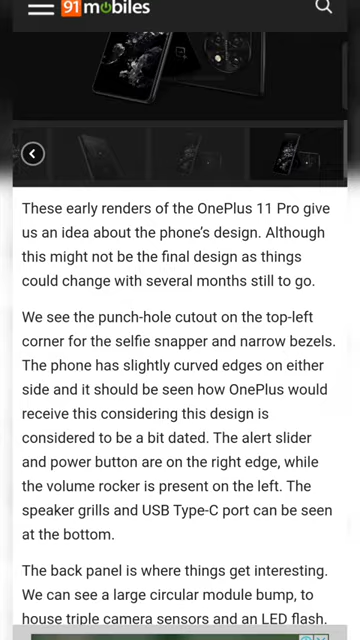 91mobiles
These early renders of the OnePlus 11 Pro give
us an idea about the phone’s design. Although
this might not be the final design as things
could change with several months still to go.
We see the punch-hole cutout on the top-left
corner for the selfie snapper and narrow bezels.
The phone has slightly curved edges on either
side and it should be seen how OnePlus would
receive this considering this design is
considered to be a bit dated. The alert slider
and power button are on the right edge, while
the volume rocker is present on the left. The
speaker grills and USB Type-C port can be seen
at the bottom.
The back panel is where things get interesting.
We can see a large circular module bump, to
house triple camera sensors and an LED flash.